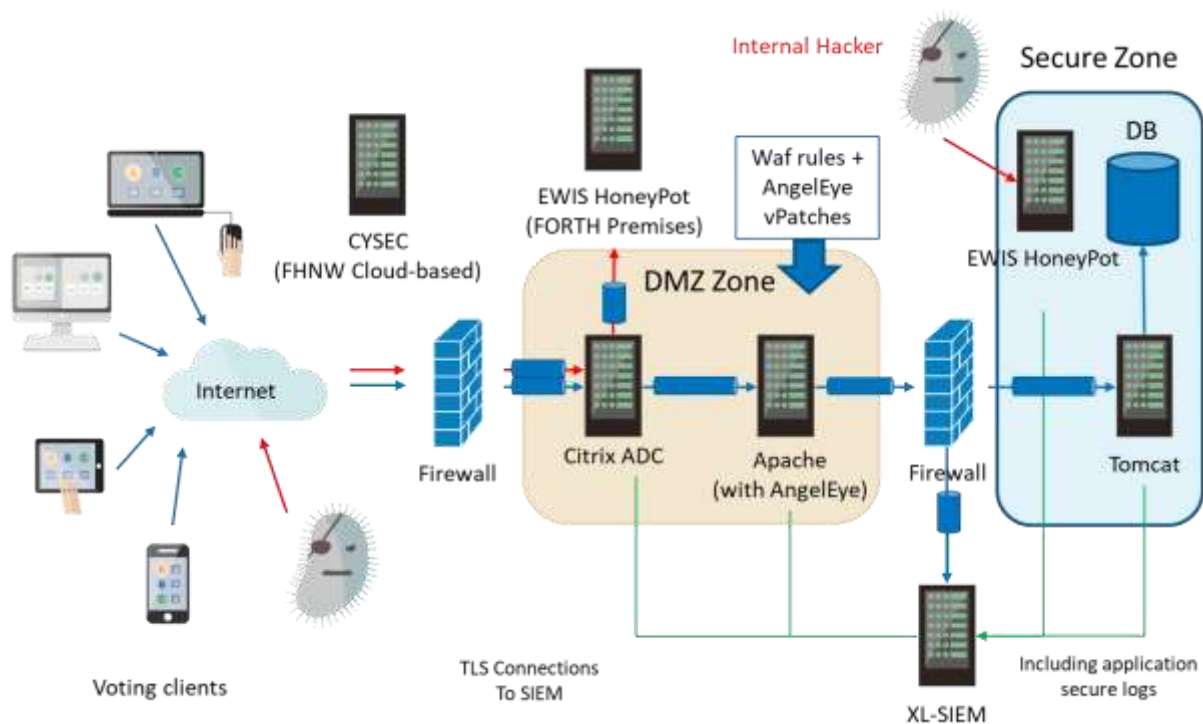 Internal Hacker
Secure Zone
DB
Waf rules +
AngelEye
vPatches
EWIS HoneyPot
(FORTH Premises)
CYSEC
(FHNW Cloud-based)
EWIS HoneyPot
DMZ Zone
Internet
Firewall
Citrix ADC
Apache
(with AngelEye)
Firewall
Tomcat
Voting clients
TLS Connections
To SIEM
XL-SIEM
Including application
secure logs